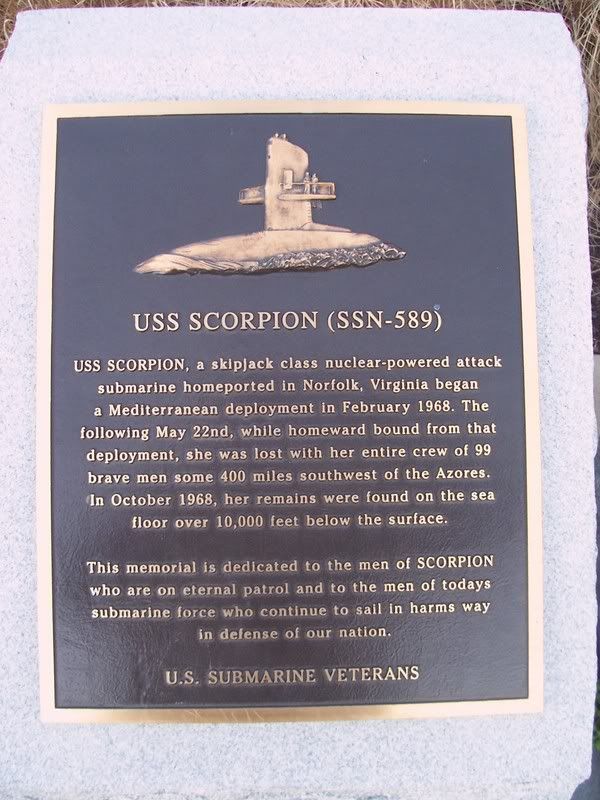 USS SCORPION (SSN-589)
USS SCORPION, a skipjack class nuclear-powered attack
submarine homeported in Norfolk, Virginia began
a Mediterranean deployment in February 1968. The
following May 22nd, while homeward bound from that
deployment, she was lost with her entire crew of 99
brave men some 400 miles southwest of the Azores.
In October 1968, her remains were found on the sea
floor over 10,000 feet below the surface.
This memorial is dedicated to the men of SCORPION
who are on eternal patrol and to the men of todays
submarine force who continue to sail in harms way
in defense of our nation.
U.S. SUBMARINE VETERANS